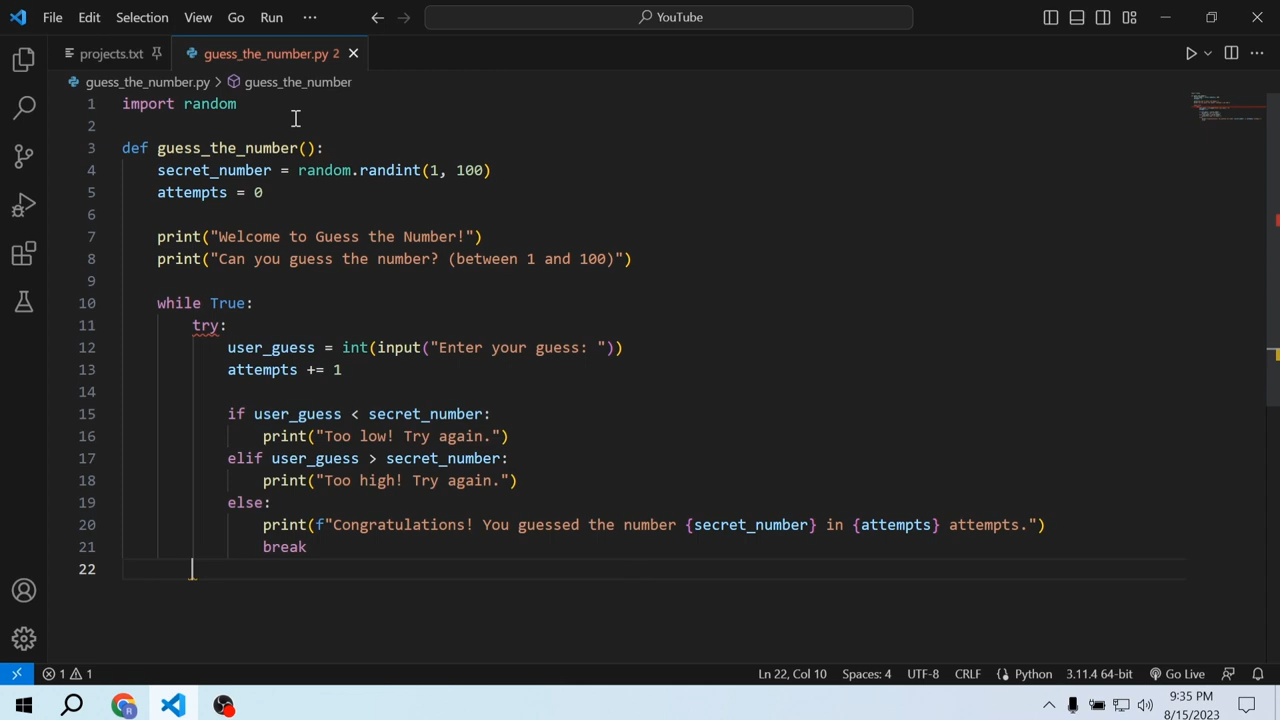 File Edit Selection View Go Run ··· YouTube
projects.txt guess_the_number.py 2
guess_the_number.py > guess_the_number
1 import random
2
3 def guess_the_number():
4     secret_number = random.randint(1, 100)
5     attempts = 0
6
7     print("Welcome to Guess the Number!")
8     print("Can you guess the number? (between 1 and 100)")
9
10     while True:
11         try:
12             user_guess = int(input("Enter your guess: "))
13             attempts += 1
14
15             if user_guess < secret_number:
16                 print("Too low! Try again.")
17             elif user_guess > secret_number:
18                 print("Too high! Try again.")
19             else:
20                 print(f"Congratulations! You guessed the number {secret_number} in {attempts} attempts.")
21                 break
22
1 1 Ln 22, Col 10 Spaces: 4 UTF-8 CRLF Python 3.11.4 64-bit Go Live
9:35 PM
8/15/2023